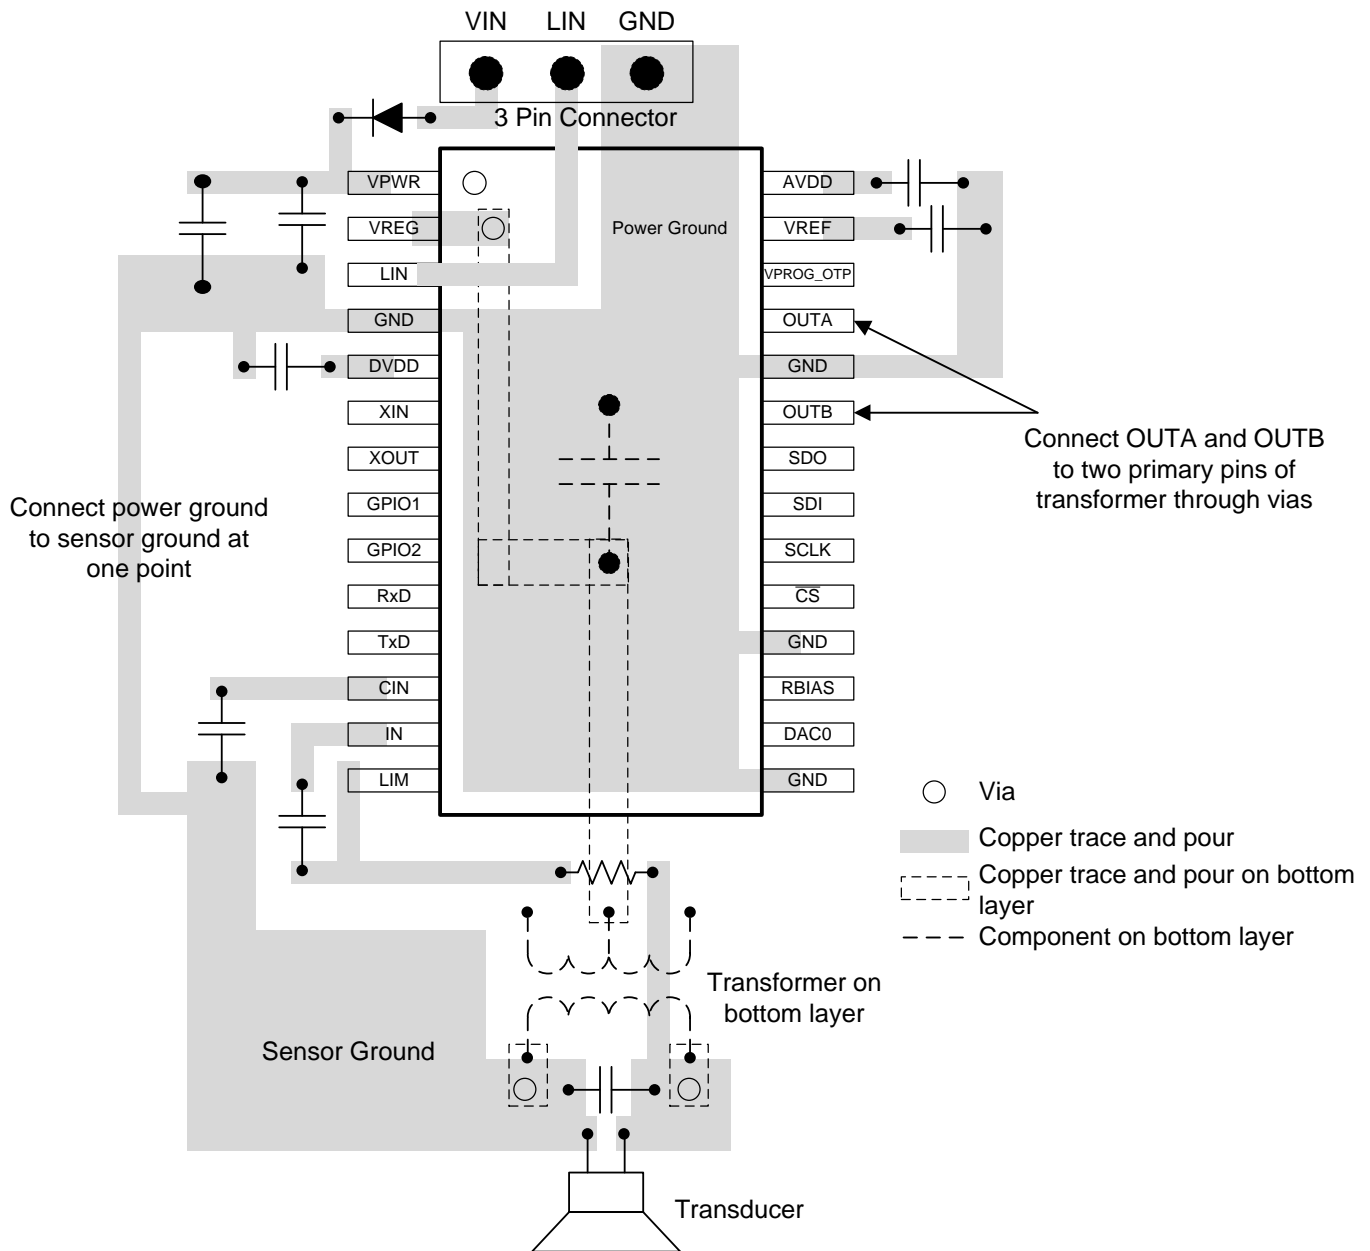 VIN LIN GND
3 Pin Connector
VPWR
VREG
LIN
GND
DVDD
XIN
XOUT
GPIO1
GPIO2
RxD
TxD
CIN
IN
LIM
Power Ground
AVDD
VREF
VPROG_OTP
OUTA
GND
OUTB
SDO
SDI
SCLK
CS
GND
RBIAS
DAC0
GND
Connect power ground
to sensor ground at
one point
Connect OUTA and OUTB
to two primary pins of
transformer through vias
Via
Copper trace and pour
Copper trace and pour on bottom
layer
Component on bottom layer
Transformer on
bottom layer
Sensor Ground
Transducer